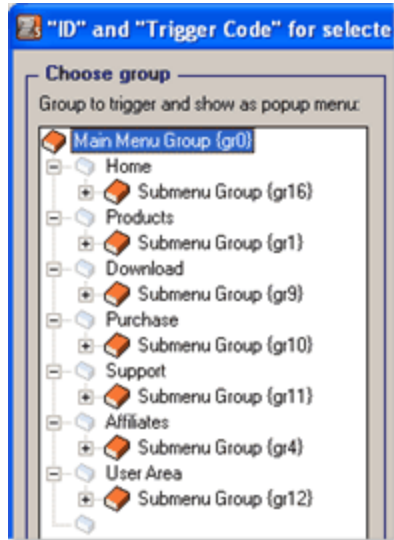 "ID" and "Trigger Code" for selecte
Choose group
Group to trigger and show as popup menu:
Main Menu Group {gr0}
Home
Submenu Group {gr16}
Products
Submenu Group {gr1}
Download
Submenu Group {gr9}
Purchase
Submenu Group {gr10}
Support
Submenu Group {gr11}
Affiliates
Submenu Group {gr4}
User Area
Submenu Group {gr12}